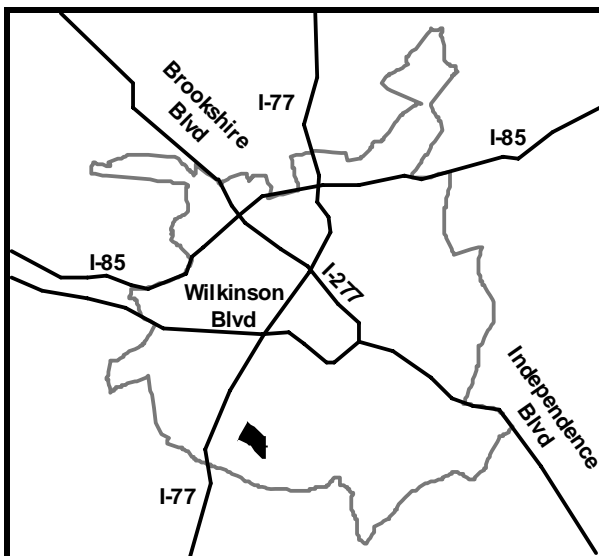 Brookshire
Blvd
I-77
I-85
I-85
Wilkinson
Blvd
I-277
Independence
Blvd
I-77